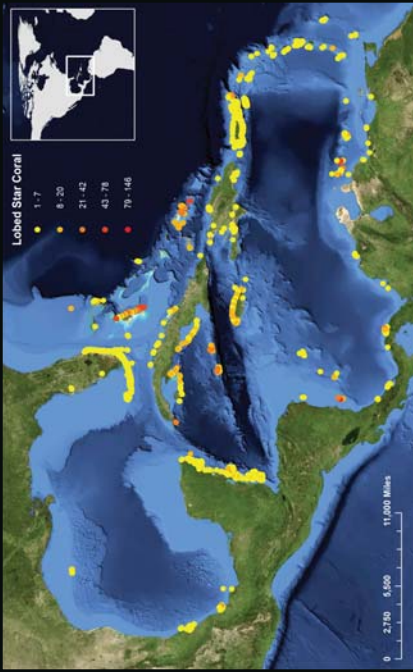 Lobed Star Coral
1 - 7
8 - 20
21 - 42
43 - 78
79 - 146
0 2,750 5,500 11,000 Miles